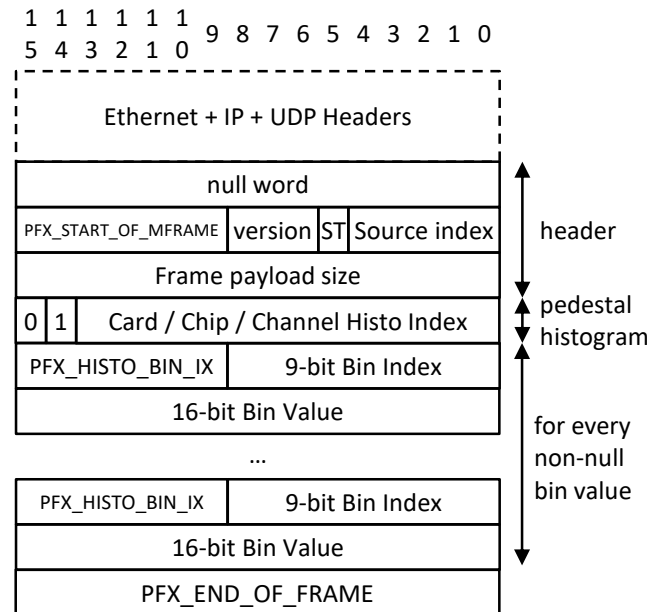 1 1 1 1 1 1 9 8 7 6 5 4 3 2 1 0
5 4 3 2 1 0
Ethernet + IP + UDP Headers
null word
PFX_START_OF_MFRAME version ST Source index
header
Frame payload size
0 1 Card / Chip / Channel Histo Index
pedestal
histogram
PFX_HISTO_BIN_IX 9-bit Bin Index
16-bit Bin Value
for every
non-null
bin value
...
PFX_HISTO_BIN_IX 9-bit Bin Index
16-bit Bin Value
PFX_END_OF_FRAME